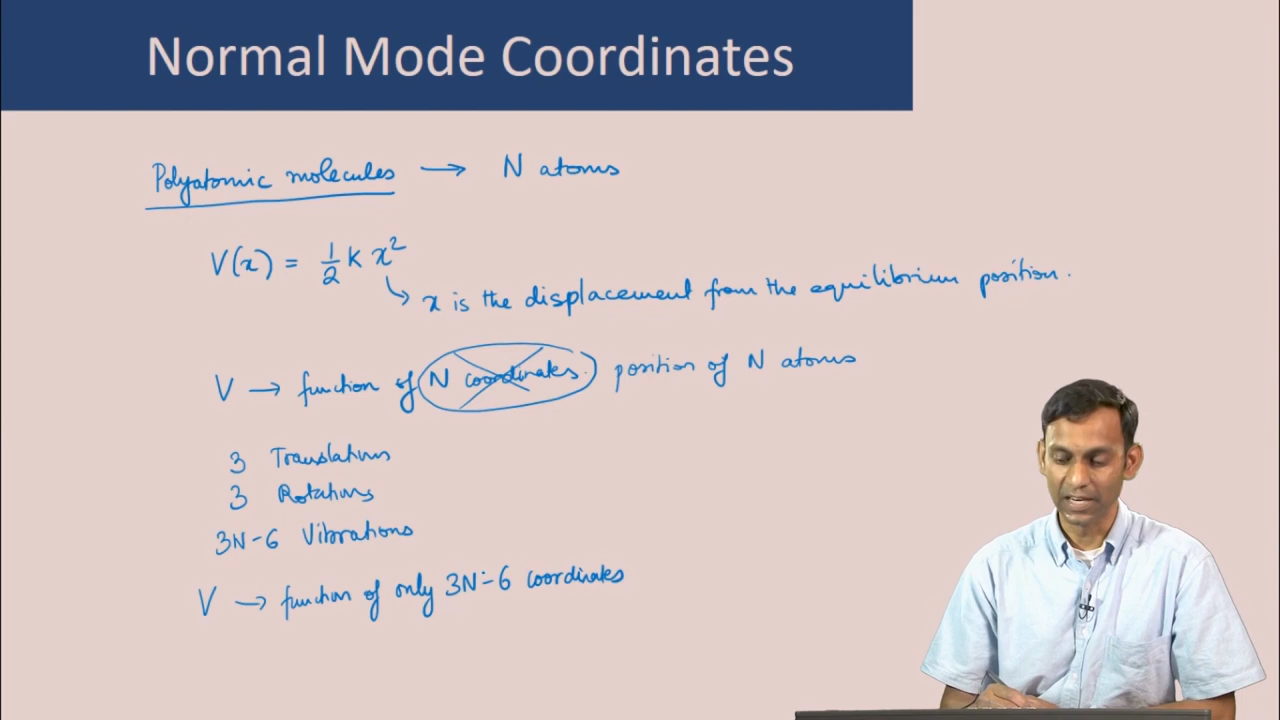 Normal Mode Coordinates
Polyatomic molecules → N atoms
V(x) = 1/2 k x²
↳ x is the displacement from the equilibrium position.
V → function of N coordinates. position of N atoms
3 Translations
3 Rotations
3N-6 Vibrations
V → function of only 3N-6 coordinates